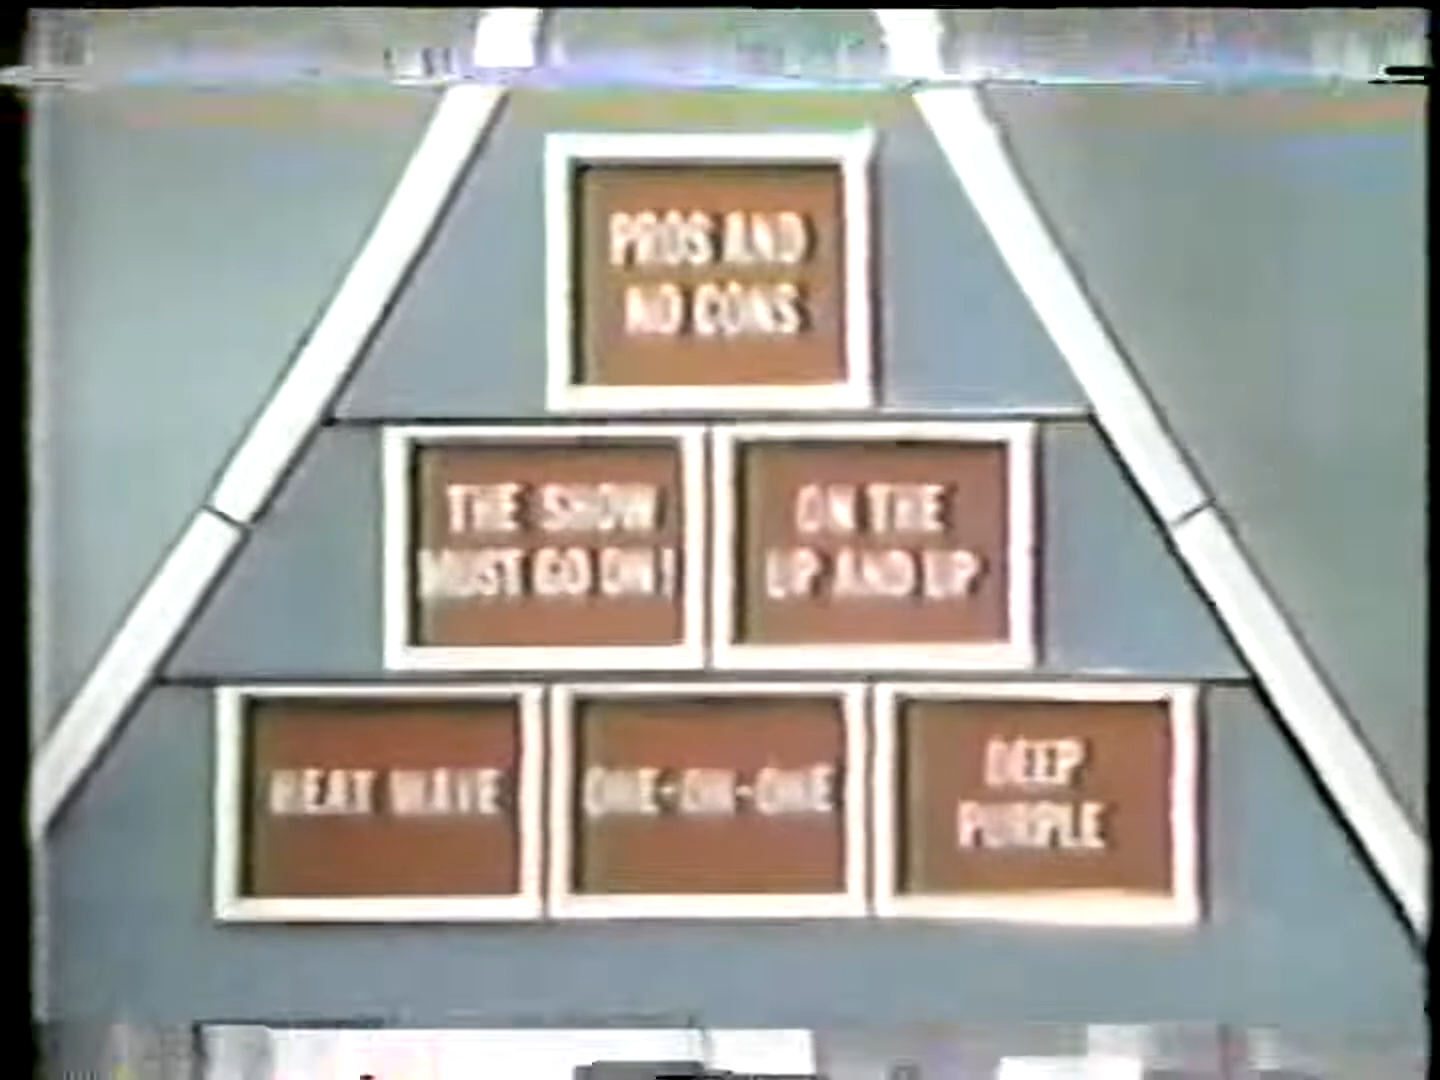 PROS AND
NO CONS
THE SHOW
MUST GO ON!
ON THE
UP AND UP
HEAT WAVE
ONE-ON-ONE
DEEP
PURPLE